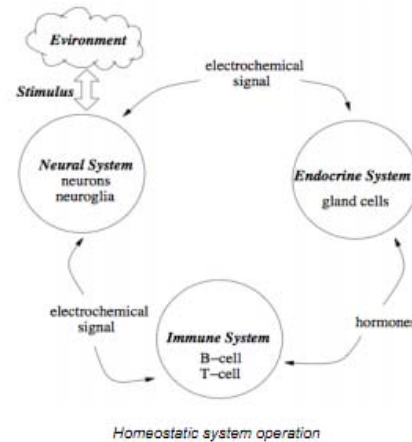 Evironment
Stimulus
electrochemical
signal
Neural System
neurons
neuroglia
Endocrine System
gland cells
electrochemical
signal
hormones
Immune System
B-cell
T-cell
Homeostatic system operation